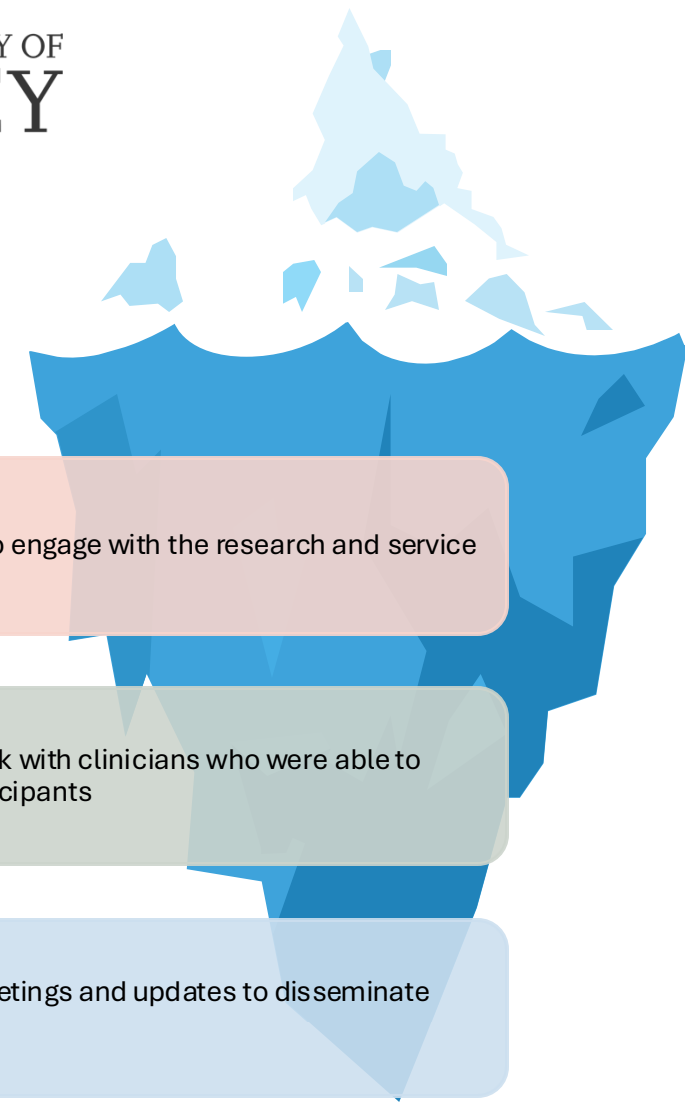 Y OF
EY
o engage with the research and service
k with clinicians who were able to
cipants
etings and updates to disseminate